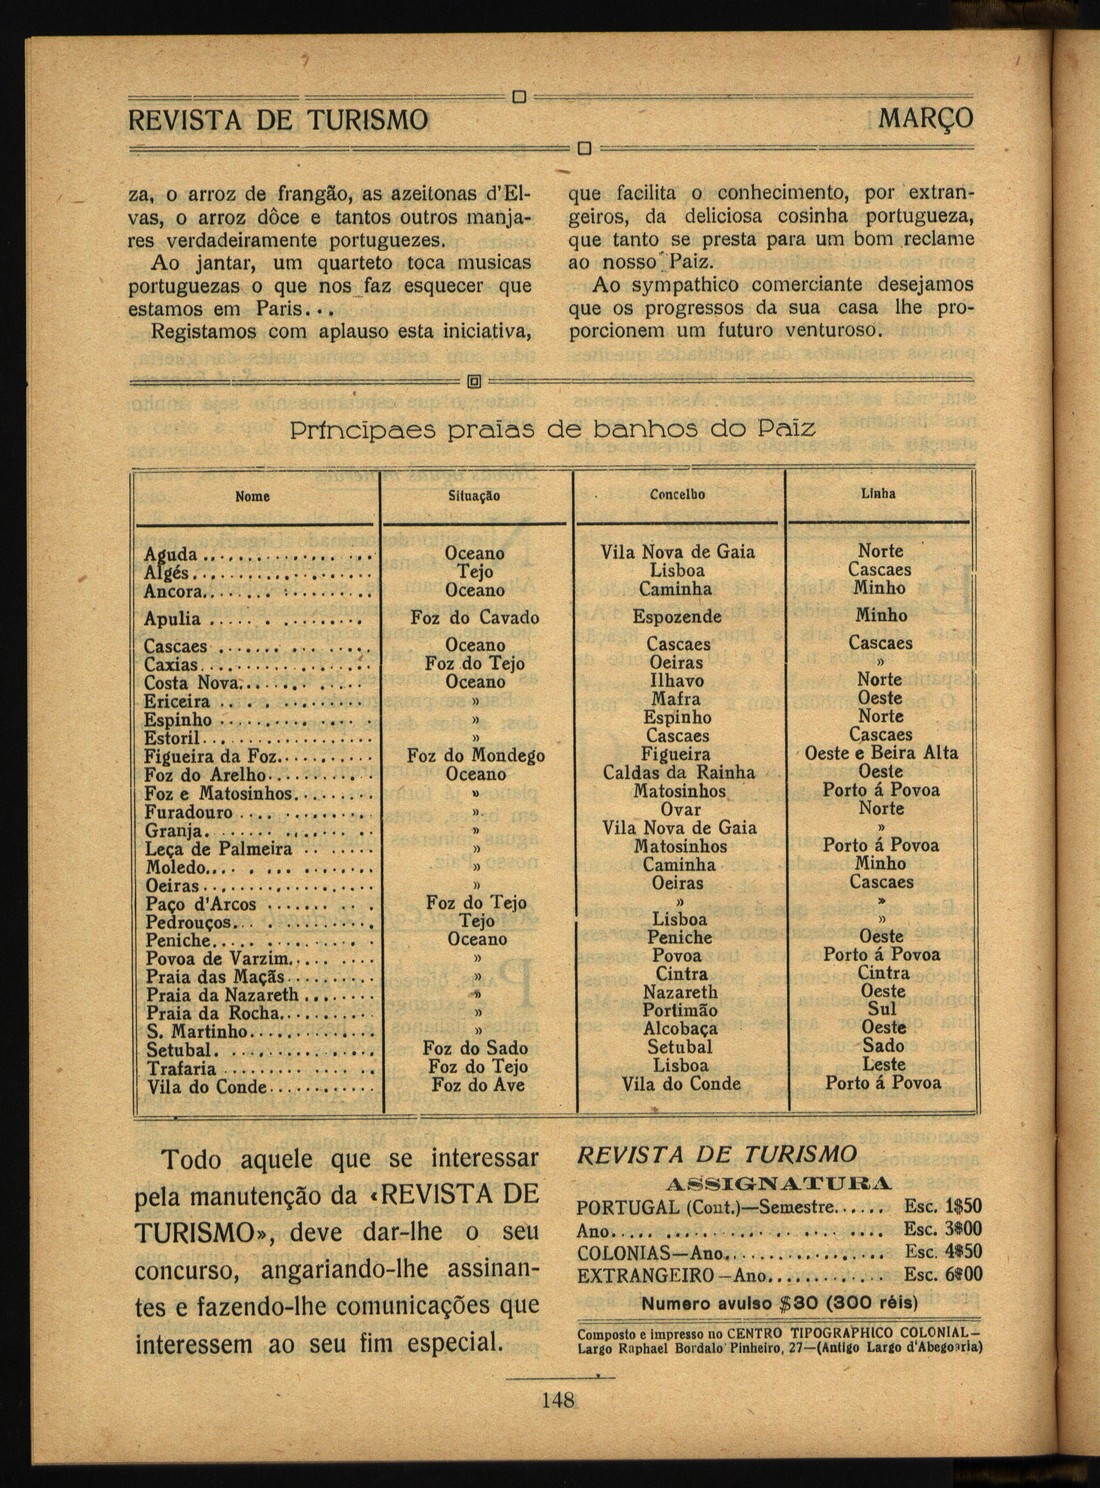 REVISTA DE TURISMO MARÇO
za, o arroz de frangão, as azeitonas d'El-
vas, o arroz dôce e tantos outros manja-
res verdadeiramente portuguezes.
Ao jantar, um quarteto toca musicas
portuguezas o que nos faz esquecer que
estamos em Paris...
Registamos com aplauso esta iniciativa,
que facilita o conhecimento, por extran-
geiros, da deliciosa cosinha portugueza,
que tanto se presta para um bom reclame
ao nosso Paiz.
Ao sympathico comerciante desejamos
que os progressos da sua casa lhe pro-
porcionem um futuro venturoso.
Principaes praias de banhos do Paiz
Nome Situação Concelho Linha
Aguda Oceano Vila Nova de Gaia Norte
Algés Tejo Lisboa Cascaes
Ancora Oceano Caminha Minho
Apulia Foz do Cavado Espozende Minho
Cascaes Oceano Cascaes Cascaes
Caxias Foz do Tejo Oeiras »
Costa Nova Oceano Ilhavo Norte
Ericeira » Mafra Oeste
Espinho » Espinho Norte
Estoril » Cascaes Cascaes
Figueira da Foz Foz do Mondego Figueira Oeste e Beira Alta
Foz do Arelho Oceano Caldas da Rainha Oeste
Foz e Matosinhos » Matosinhos Porto á Povoa
Furadouro » Ovar Norte
Granja » Vila Nova de Gaia »
Leça de Palmeira » Matosinhos Porto á Povoa
Moledo » Caminha Minho
Oeiras » Oeiras Cascaes
Paço d'Arcos Foz do Tejo » »
Pedrouços Tejo Lisboa »
Peniche Oceano Peniche Oeste
Povoa de Varzim » Povoa Porto á Povoa
Praia das Maçãs » Cintra Cintra
Praia da Nazareth » Nazareth Oeste
Praia da Rocha » Portimão Sul
S. Martinho » Alcobaça Oeste
Setubal Foz do Sado Setubal Sado
Trafaria Foz do Tejo Lisboa Leste
Vila do Conde Foz do Ave Vila do Conde Porto á Povoa
Todo aquele que se interessar
pela manutenção da «REVISTA DE
TURISMO», deve dar-lhe o seu
concurso, angariando-lhe assinan-
tes e fazendo-lhe comunicações que
interessem ao seu fim especial.
REVISTA DE TURISMO
ASSIGNATURA
PORTUGAL (Cont.)—Semestre...... Esc. 1$50
Ano.................... Esc. 3$00
COLONIAS—Ano................ Esc. 4$50
EXTRANGEIRO—Ano............ Esc. 6$00
Numero avulso $30 (300 réis)
Composto e impresso no CENTRO TIPOGRAPHICO COLONIAL—
Largo Raphael Bordalo Pinheiro, 27—(Antigo Largo d'Abegoaria)
148